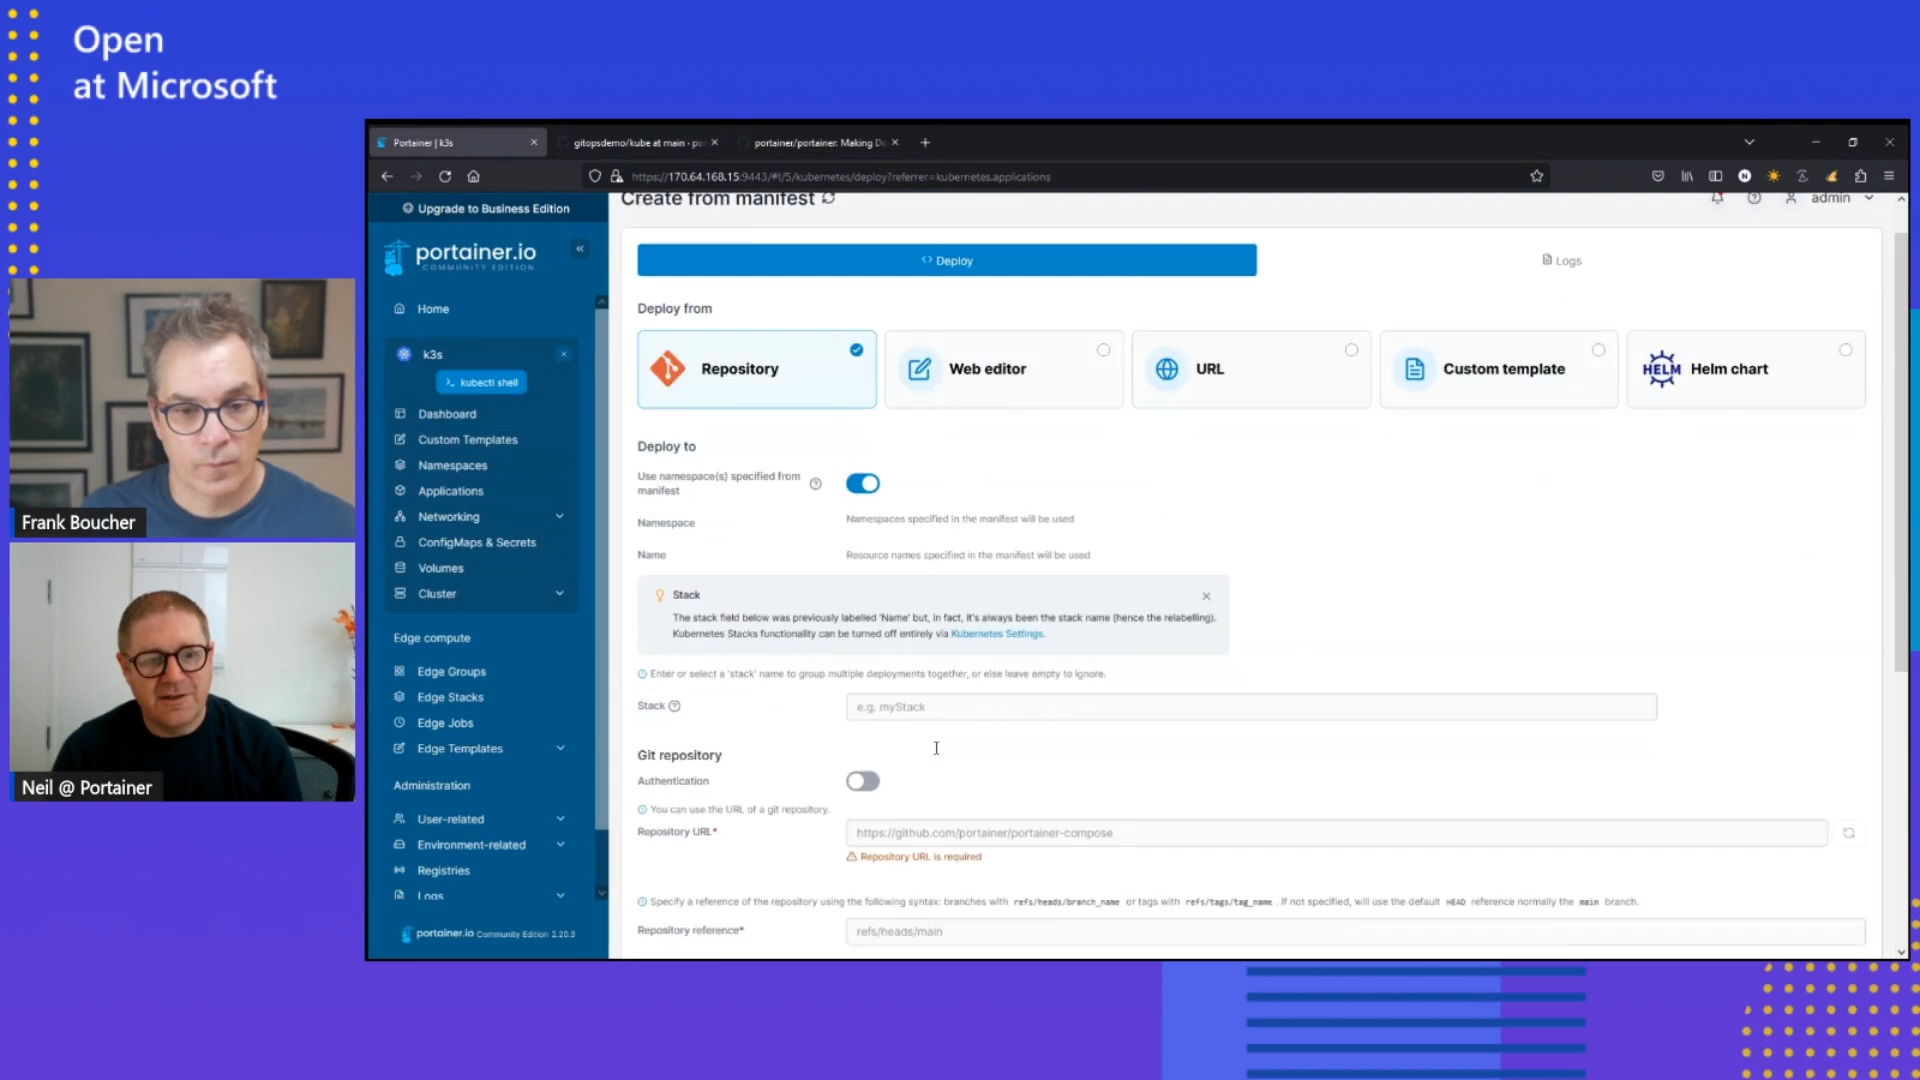 Open
at Microsoft
Portainer | k3s
gitopsdemo/kube at main · por
portainer/portainer: Making Do
https://170.64.168.15:9443/#!/5/kubernetes/deploy?referrer=kubernetes.applications
Upgrade to Business Edition
portainer.io
COMMUNITY EDITION
Home
k3s
kubectl shell
Dashboard
Custom Templates
Namespaces
Applications
Networking
ConfigMaps & Secrets
Volumes
Cluster
Edge compute
Edge Groups
Edge Stacks
Edge Jobs
Edge Templates
Administration
User-related
Environment-related
Registries
Logs
portainer.io Community Edition 2.20.3
Create from manifest
admin
Deploy
Logs
Deploy from
Repository
Web editor
URL
Custom template
HELM Helm chart
Deploy to
Use namespace(s) specified from
manifest
Namespace
Namespaces specified in the manifest will be used
Name
Resource names specified in the manifest will be used
Stack
The stack field below was previously labelled 'Name' but, in fact, it's always been the stack name (hence the relabelling).
Kubernetes Stacks functionality can be turned off entirely via Kubernetes Settings.
Enter or select a 'stack' name to group multiple deployments together, or else leave empty to ignore.
Stack
e.g. myStack
Git repository
Authentication
You can use the URL of a git repository.
Repository URL*
https://github.com/portainer/portainer-compose
Repository URL is required
Specify a reference of the repository using the following syntax: branches with refs/heads/branch_name or tags with refs/tags/tag_name . If not specified, will use the default HEAD reference normally the main branch.
Repository reference*
refs/heads/main
Frank Boucher
Neil @ Portainer